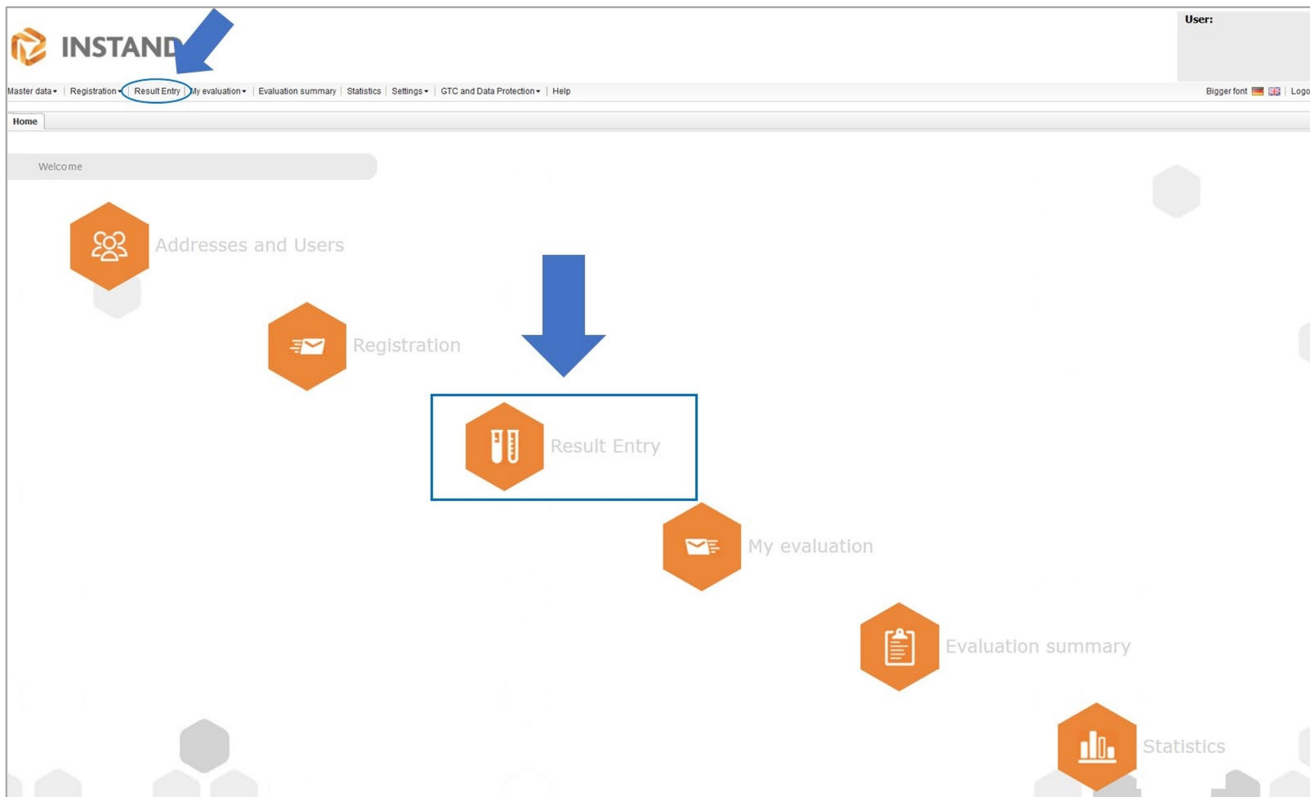 User:
INSTAND
Master data | Registration | Result Entry | My evaluation | Evaluation summary | Statistics | Settings | GTC and Data Protection | Help
Bigger font | Logo
Home
Welcome
Addresses and Users
Registration
Result Entry
My evaluation
Evaluation summary
Statistics